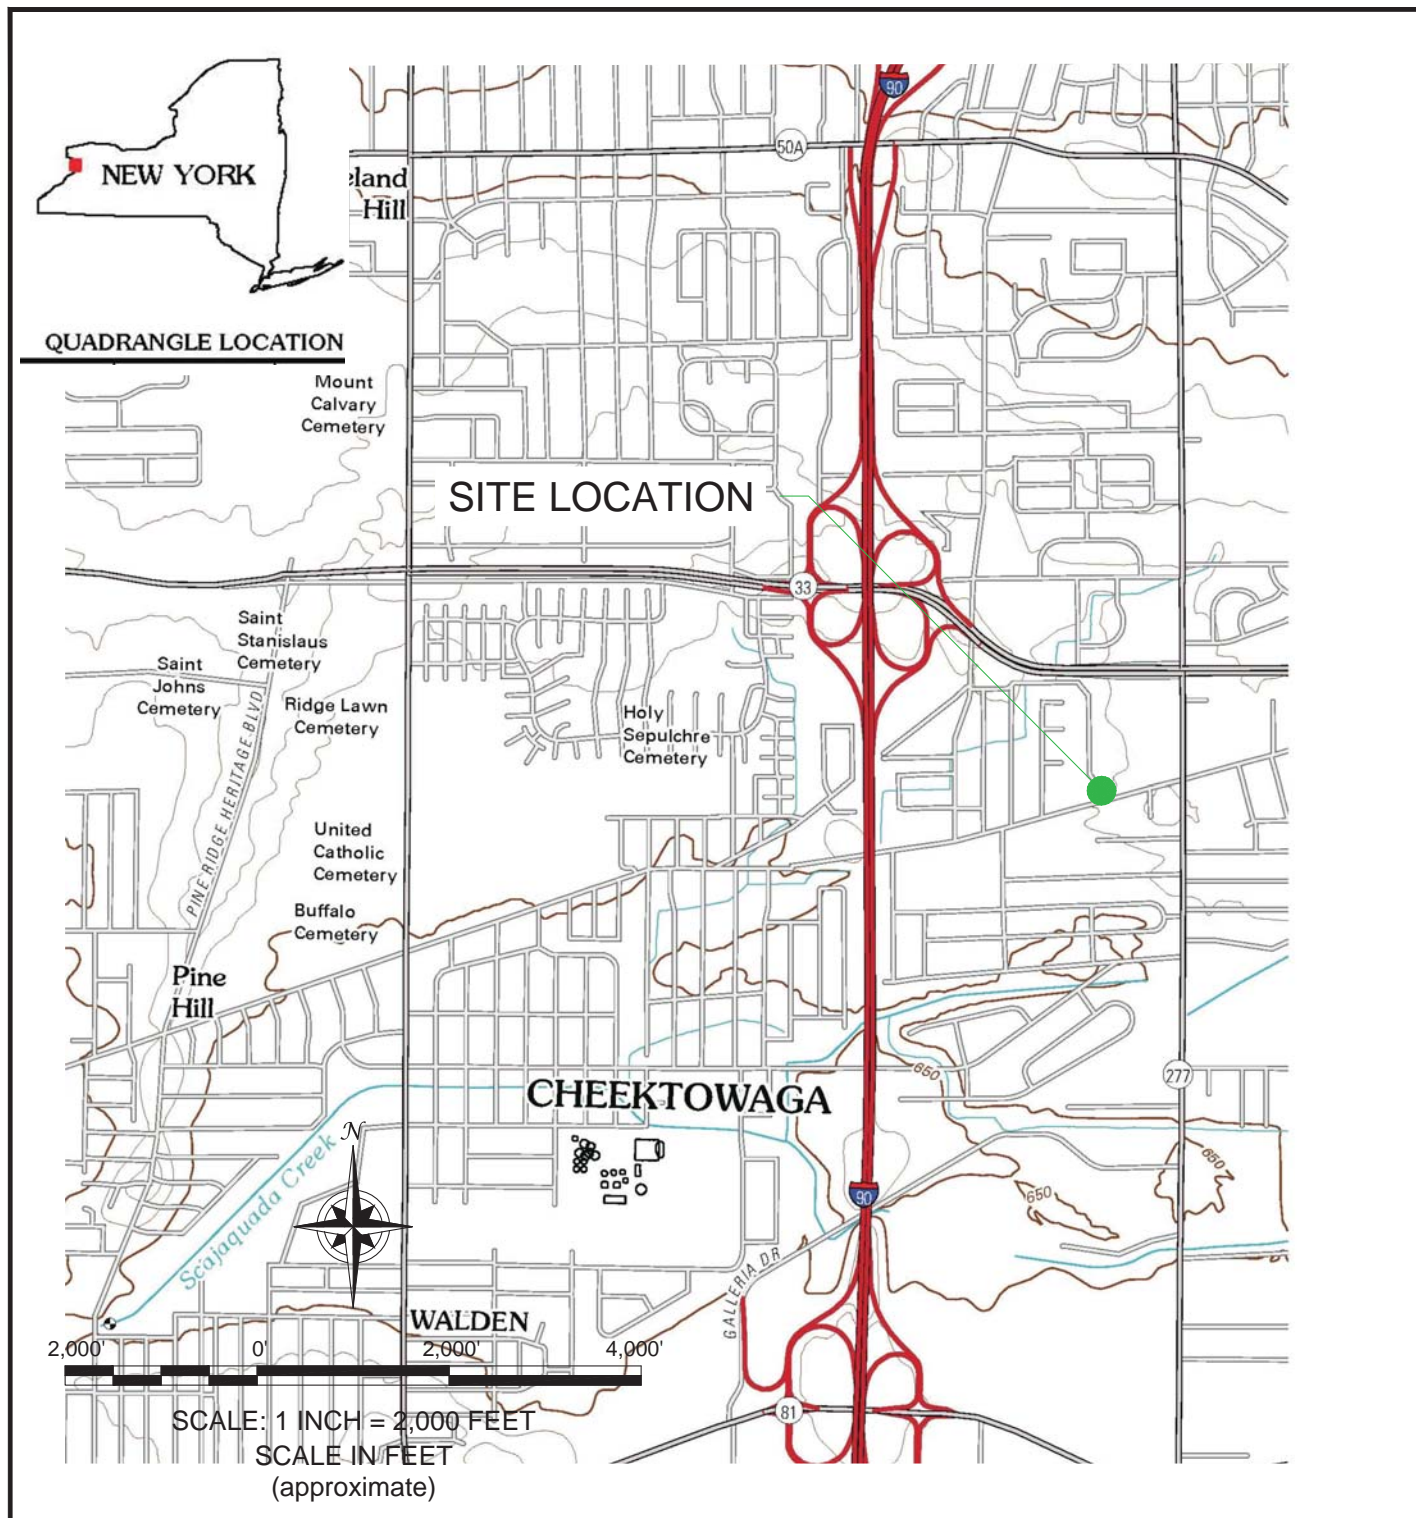 90
50A
NEW YORK
eland
Hill
QUADRANGLE LOCATION
Mount
Calvary
Cemetery
SITE LOCATION
33
Saint
Stanislaus
Cemetery
Saint
Johns
Cemetery
Ridge Lawn
Cemetery
PINE RIDGE HERITAGE BLVD
Holy
Sepulchre
Cemetery
United
Catholic
Cemetery
Buffalo
Cemetery
Pine
Hill
650
277
CHEEKTOWAGA
N
Scajaquada Creek
650
650
90
GALLERIA DR
WALDEN
2,000' 0' 2,000' 4,000'
81
SCALE: 1 INCH = 2,000 FEET
SCALE IN FEET
(approximate)